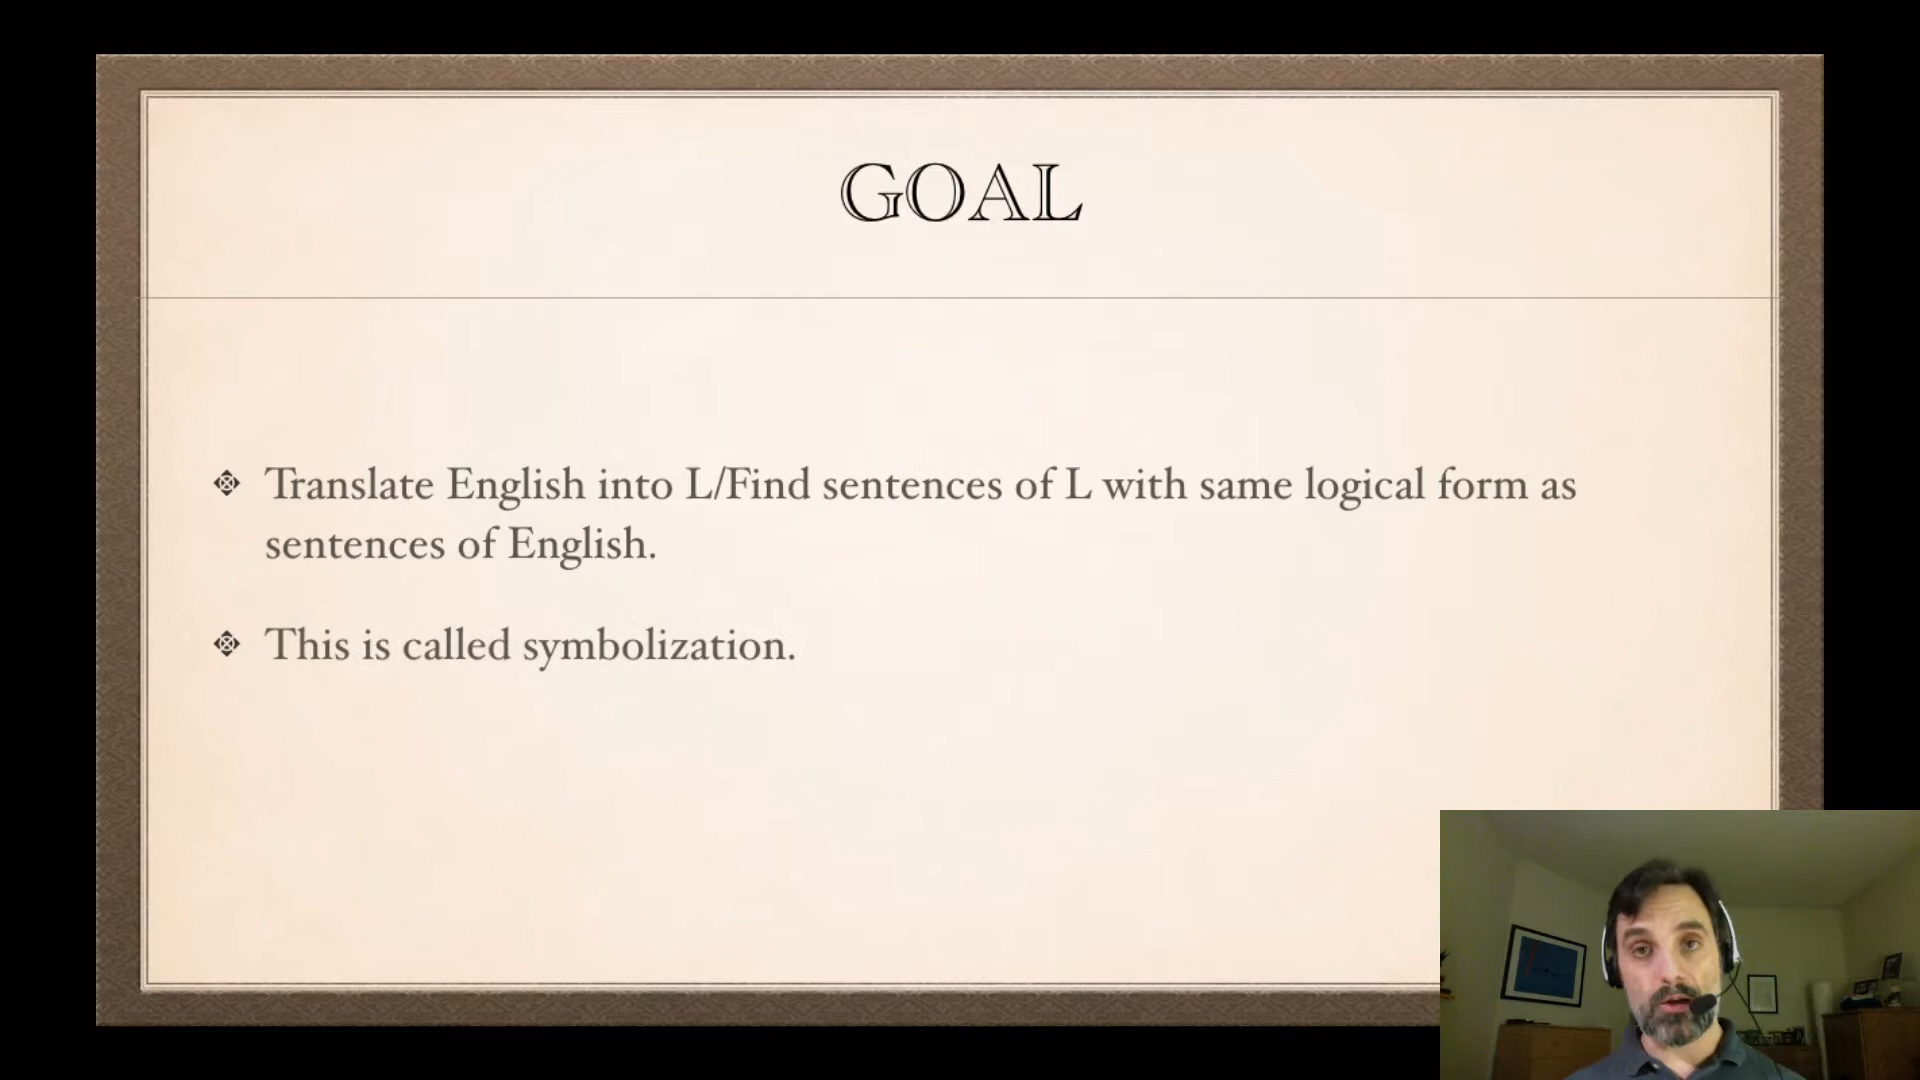 GOAL
Translate English into L/Find sentences of L with same logical form as
sentences of English.
This is called symbolization.